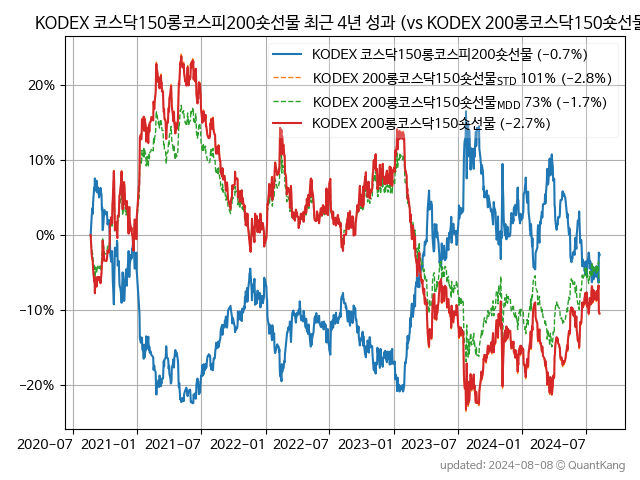 KODEX 코스닥150롱코스피200숏선물 최근 4년 성과 (vs KODEX 200롱코스닥150숏선물
KODEX 코스닥150롱코스피200숏선물 (−0.7%)
KODEX 200롱코스닥150숏선물STD 101% (−2.8%)
KODEX 200롱코스닥150숏선물MDD 73% (−1.7%)
KODEX 200롱코스닥150숏선물 (−2.7%)
20%
10%
0%
−10%
−20%
2020-07 2021-01 2021-07 2022-01 2022-07 2023-01 2023-07 2024-01 2024-07
updated: 2024-08-08 © QuantKang